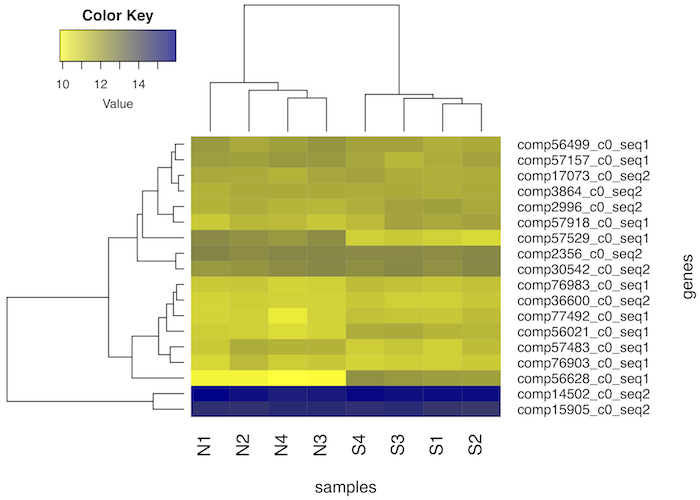 Color Key
10 12 14
Value
comp56499_c0_seq1
comp57157_c0_seq1
comp17073_c0_seq2
comp3864_c0_seq2
comp2996_c0_seq2
comp57918_c0_seq1
comp57529_c0_seq1
comp2356_c0_seq2
comp30542_c0_seq2
comp76983_c0_seq1
comp36600_c0_seq2
comp77492_c0_seq1
comp56021_c0_seq1
comp57483_c0_seq1
comp76903_c0_seq1
comp56628_c0_seq1
comp14502_c0_seq2
comp15905_c0_seq2
genes
N1 N2 N4 N3 S4 S3 S1 S2
samples